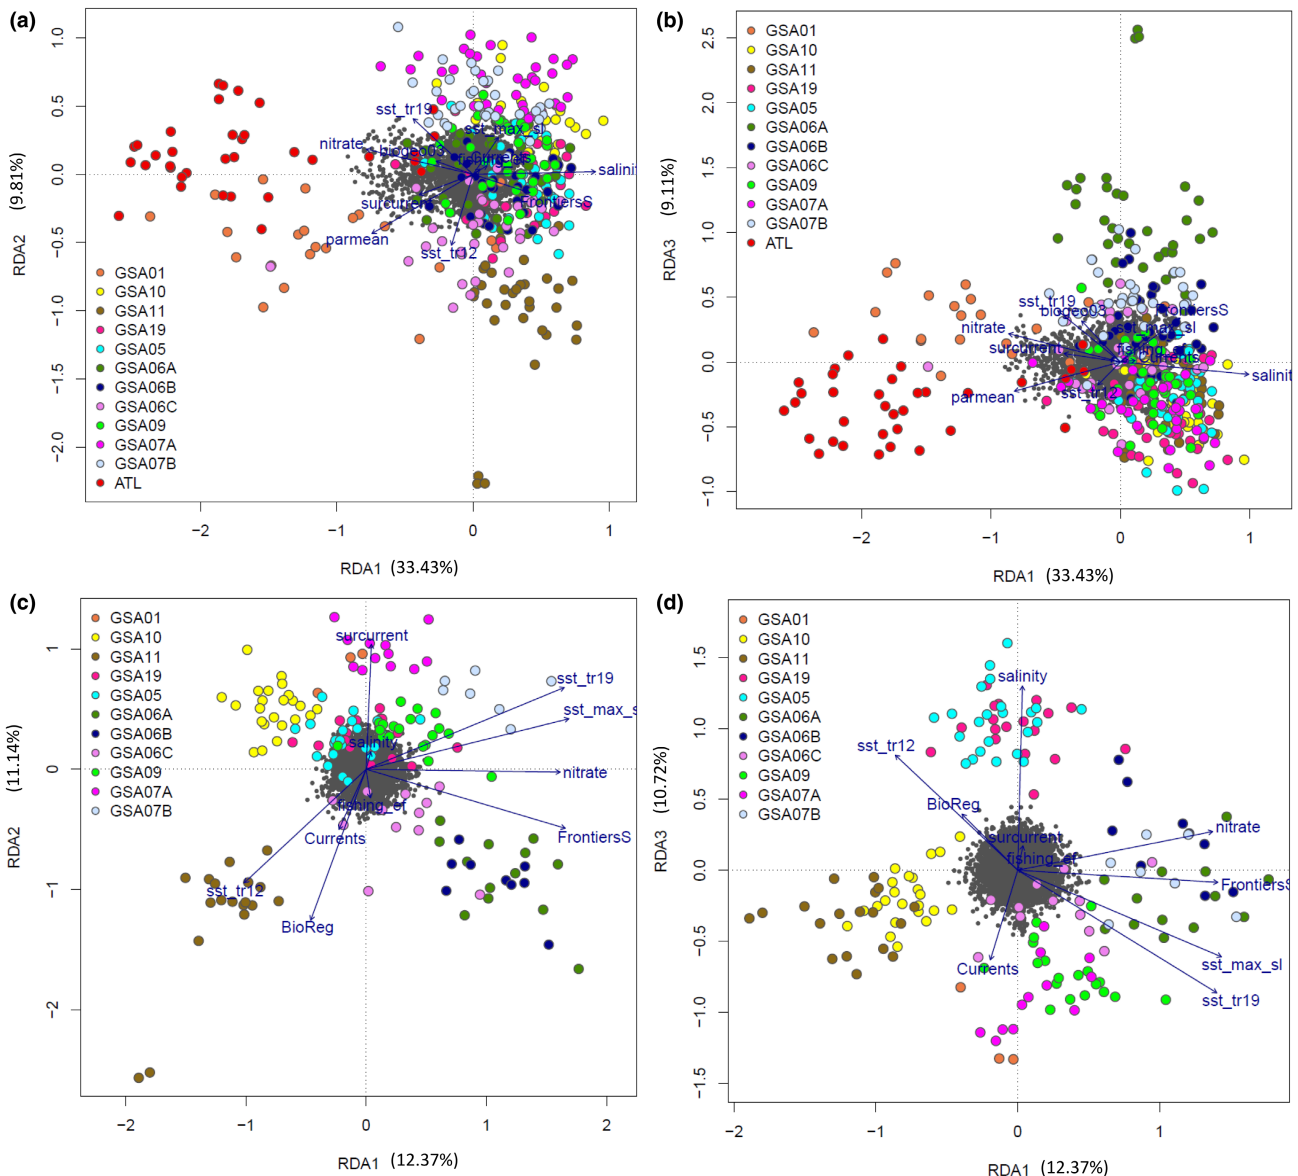 (a)
1.0
0.5
0.0
−0.5
−1.0
−1.5
−2.0
RDA2 (9.81%)
sst_tr19
sst_max_sl
nitrate
biogeo03
salini
surcurrent
FrontiersS
parmean
sst_tr12
GSA01
GSA10
GSA11
GSA19
GSA05
GSA06A
GSA06B
GSA06C
GSA09
GSA07A
GSA07B
ATL
−2
−1
0
1
RDA1 (33.43%)
(b)
2.5
2.0
1.5
1.0
0.5
0.0
−0.5
−1.0
RDA3 (9.11%)
GSA01
GSA10
GSA11
GSA19
GSA05
GSA06A
GSA06B
GSA06C
GSA09
GSA07A
GSA07B
ATL
sst_tr19
biogeo03
FrontiersS
nitrate
sst_max_sl
surcurrent
fishing_ef
Currents
salinit
parmean
sst_tr12
−2
−1
0
1
RDA1 (33.43%)
(c)
1
0
−1
−2
RDA2 (11.14%)
GSA01
GSA10
GSA11
GSA19
GSA05
GSA06A
GSA06B
GSA06C
GSA09
GSA07A
GSA07B
surcurrent
sst_tr19
sst_max_s
salinity
nitrate
fishing_ef
Currents
FrontiersS
sst_tr12
BioReg
−2
−1
0
1
2
RDA1 (12.37%)
(d)
1.5
1.0
0.5
0.0
−0.5
−1.0
−1.5
RDA3 (10.72%)
GSA01
GSA10
GSA11
GSA19
GSA05
GSA06A
GSA06B
GSA06C
GSA09
GSA07A
GSA07B
salinity
sst_tr12
BioReg
surcurrent
fishing_ef
nitrate
FrontiersS
Currents
sst_max_sl
sst_tr19
−2
−1
0
1
RDA1 (12.37%)